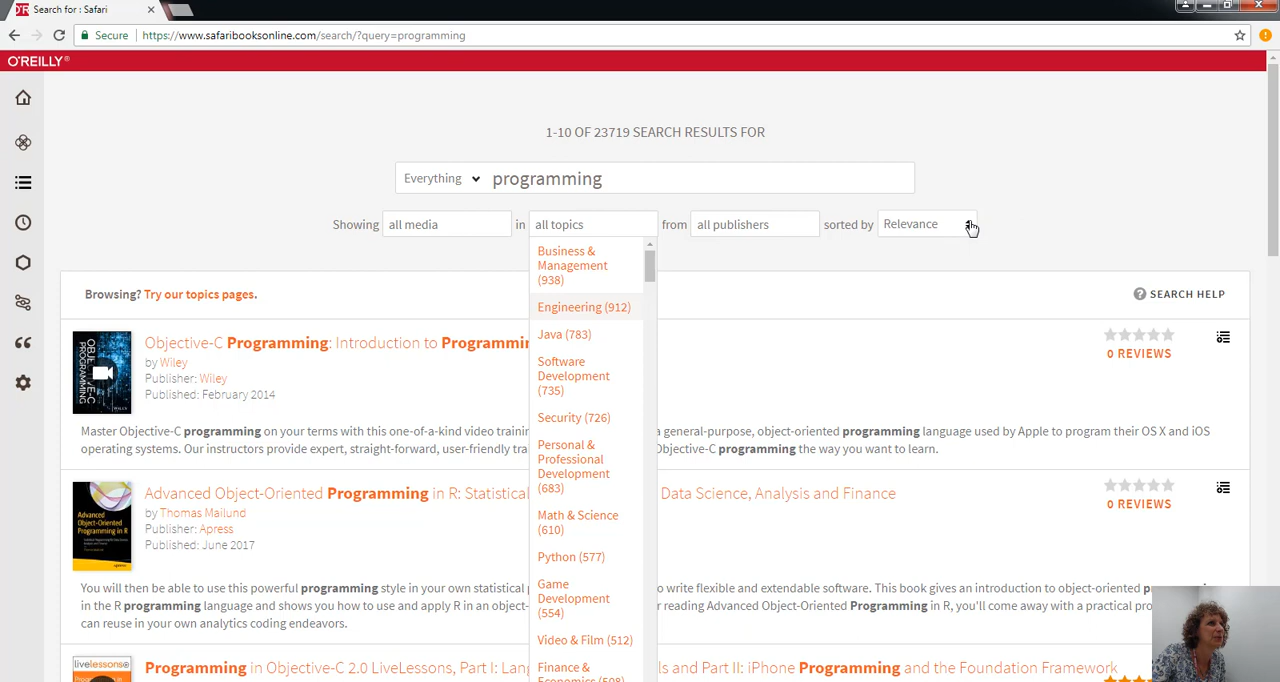 Search for : Safari
Secure
https://www.safaribooksonline.com/search/?query=programming
O'REILLY®
1-10 OF 23719 SEARCH RESULTS FOR
Everything programming
Showing all media in all topics from all publishers sorted by Relevance
Business &
Management
(938)
Engineering (912)
Java (783)
Software
Development
(735)
Security (726)
Personal &
Professional
Development
(683)
Math & Science
(610)
Python (577)
Game
Development
(554)
Video & Film (512)
Finance &
Browsing? Try our topics pages.
SEARCH HELP
Objective-C Programming: Introduction to
by Wiley
Publisher: Wiley
Published: February 2014
0 REVIEWS
Master Objective-C programming on your terms with this one-of-a-kind video a general-purpose, object-oriented programming language used by Apple to program their OS X and iOS
operating systems. Our instructors provide expert, straight-forward, user-friendly Objective-C programming the way you want to learn.
OBJECTIVE-C
PROGRAMMING
Advanced Object-Oriented Programming in R: Statistical Data Science, Analysis and Finance
by Thomas Mailund
Publisher: Apress
Published: June 2017
0 REVIEWS
Advanced
Object-Oriented
Programming in R
You will then be able to use this powerful programming style in your own statistical to write flexible and extendable software. This book gives an introduction to object-oriented
in the R programming language and shows you how to use and apply R in an reading Advanced Object-Oriented Programming in R, you'll come away with a practical
can reuse in your own analytics coding endeavors.
livelessons
Programming in Objective-C 2.0 LiveLessons, Part I: and Part II: iPhone Programming and the Foundation Framework